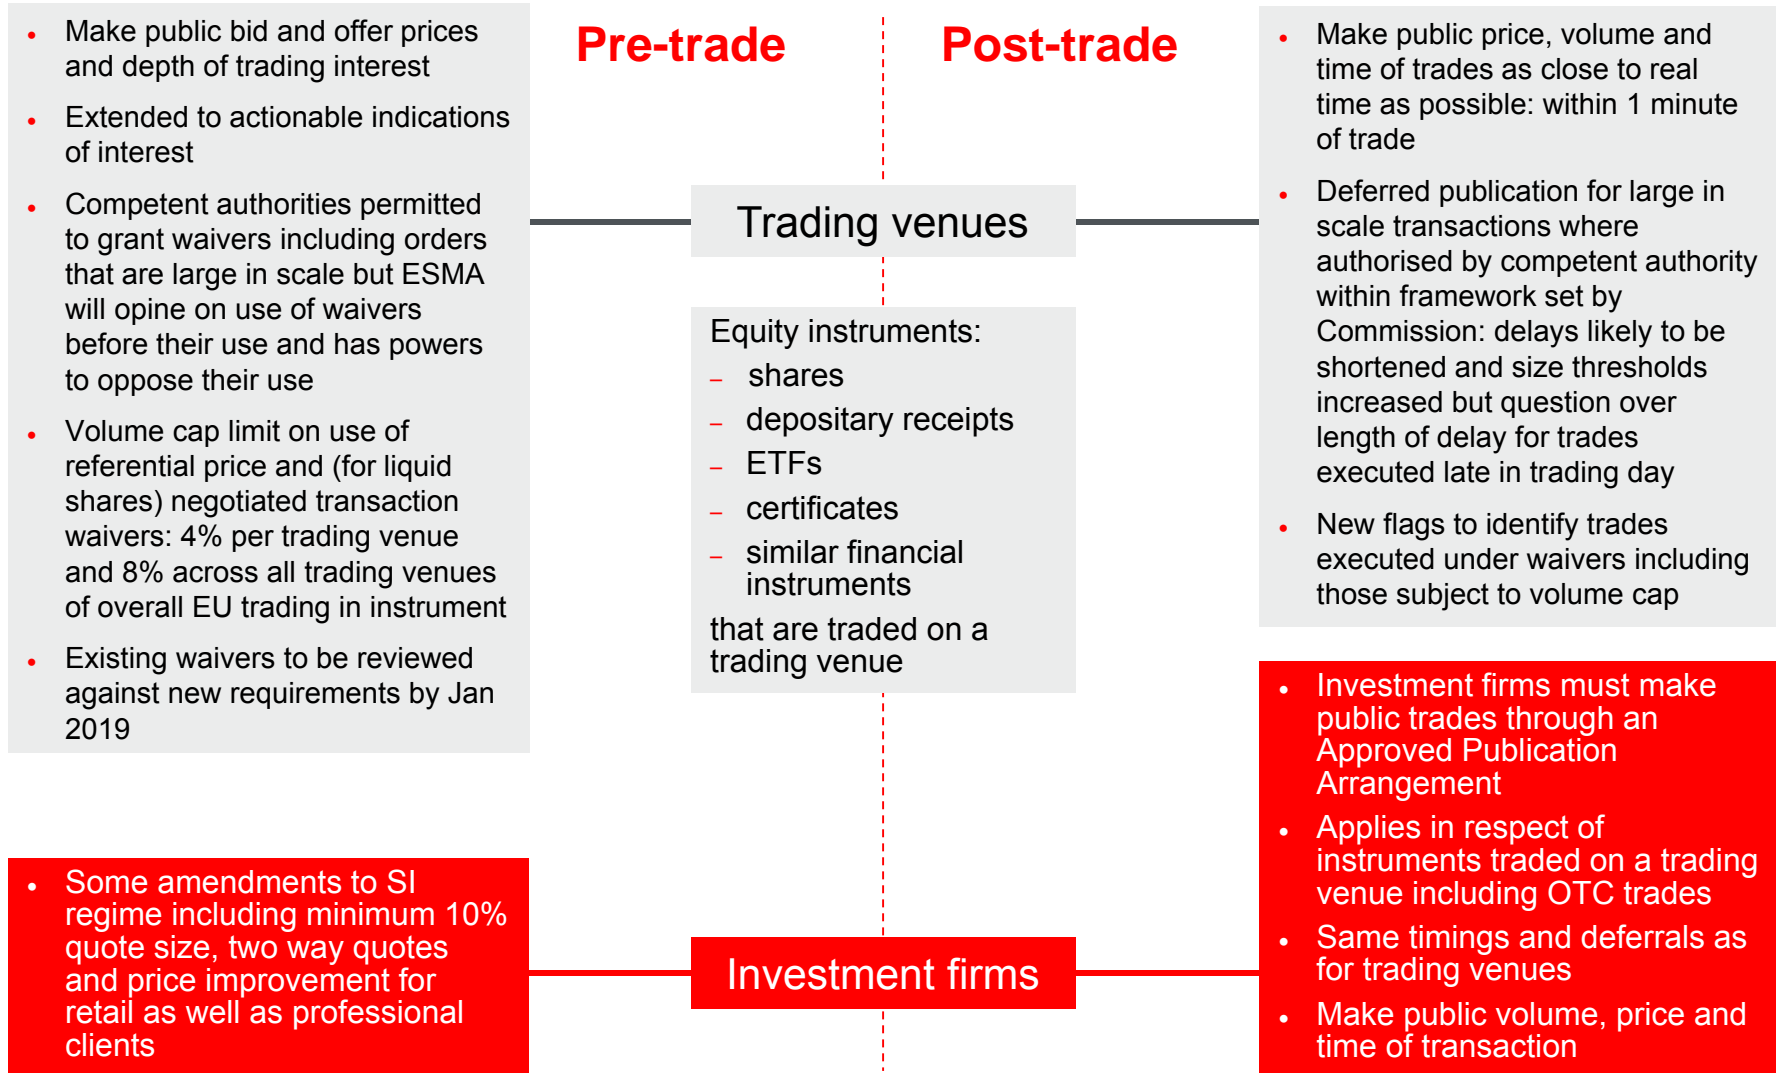 • Make public bid and offer prices
and depth of trading interest
• Extended to actionable indications
of interest
• Competent authorities permitted
to grant waivers including orders
that are large in scale but ESMA
will opine on use of waivers
before their use and has powers
to oppose their use
• Volume cap limit on use of
referential price and (for liquid
shares) negotiated transaction
waivers: 4% per trading venue
and 8% across all trading venues
of overall EU trading in instrument
• Existing waivers to be reviewed
against new requirements by Jan
2019
Pre-trade
Post-trade
Trading venues
Equity instruments:
– shares
– depositary receipts
– ETFs
– certificates
– similar financial
instruments
that are traded on a
trading venue
• Make public price, volume and
time of trades as close to real
time as possible: within 1 minute
of trade
• Deferred publication for large in
scale transactions where
authorised by competent authority
within framework set by
Commission: delays likely to be
shortened and size thresholds
increased but question over
length of delay for trades
executed late in trading day
• New flags to identify trades
executed under waivers including
those subject to volume cap
• Some amendments to SI
regime including minimum 10%
quote size, two way quotes
and price improvement for
retail as well as professional
clients
Investment firms
• Investment firms must make
public trades through an
Approved Publication
Arrangement
• Applies in respect of
instruments traded on a trading
venue including OTC trades
• Same timings and deferrals as
for trading venues
• Make public volume, price and
time of transaction